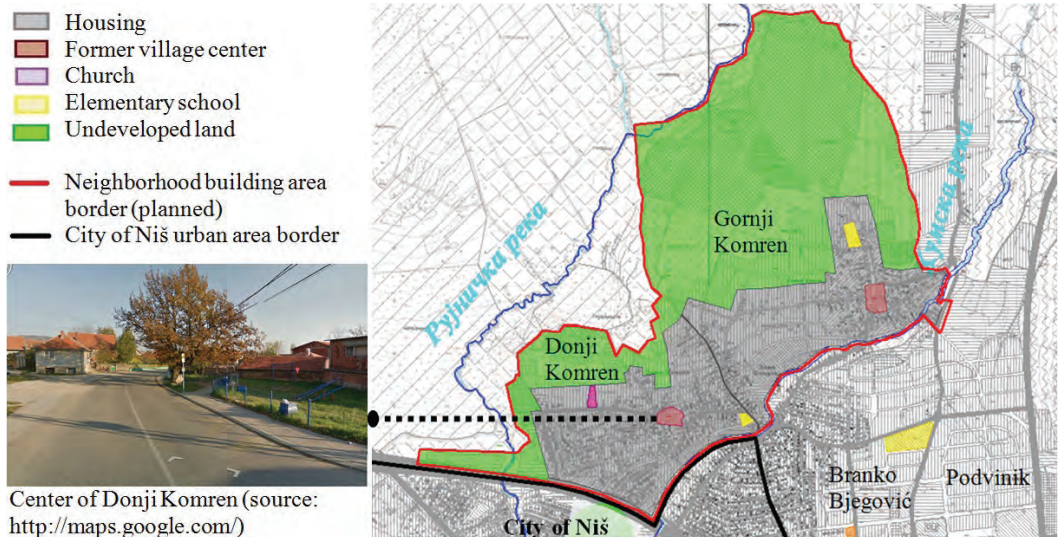 Housing
Former village center
Church
Elementary school
Undeveloped land
Neighborhood building area
border (planned)
City of Niš urban area border
Center of Donji Komren (source:
http://maps.google.com/)
Рујничка река
река
Gornji
Komren
Donji
Komren
Branko
Bjegović
Podvinik
City of Niš